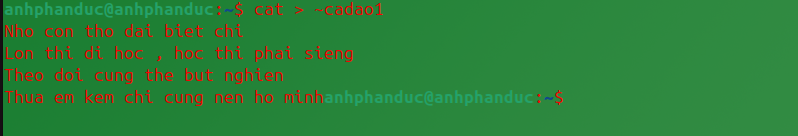 anhphanduc@anhphanduc:~$ cat > ~cadao1
Nho con tho dai biet chi
Lon thi di hoc , hoc thi phai sieng
Theo doi cung the but nghien
Thua em kem chi cung nen ho minhanhphanduc@anhphanduc:~$